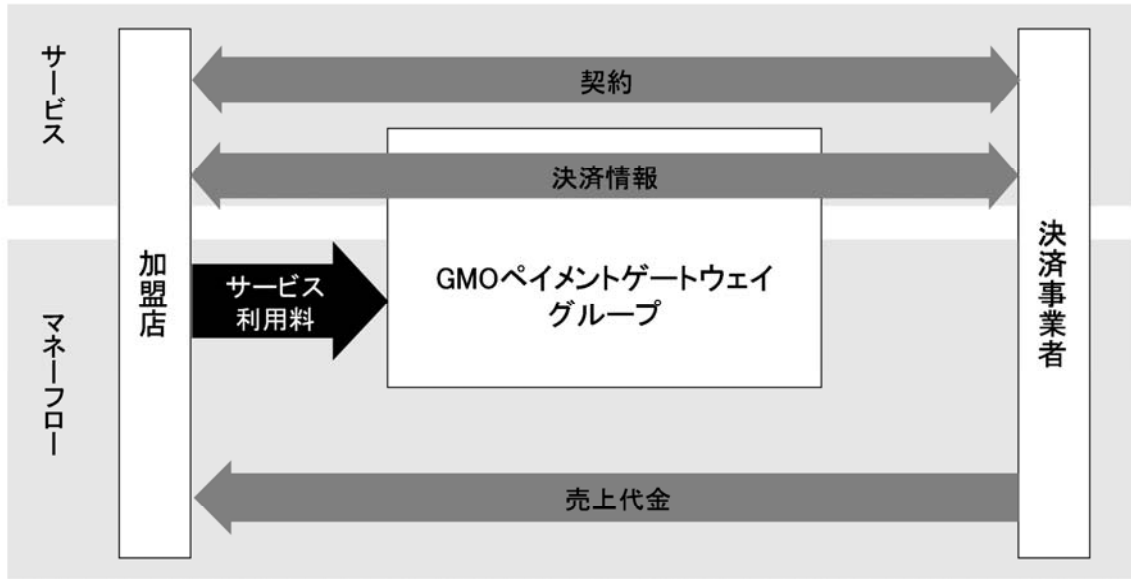 サービス
契約
決済情報
加盟店
決済事業者
GMOペイメントゲートウェイ
グループ
サービス
利用料
マネーフロー
売上代金